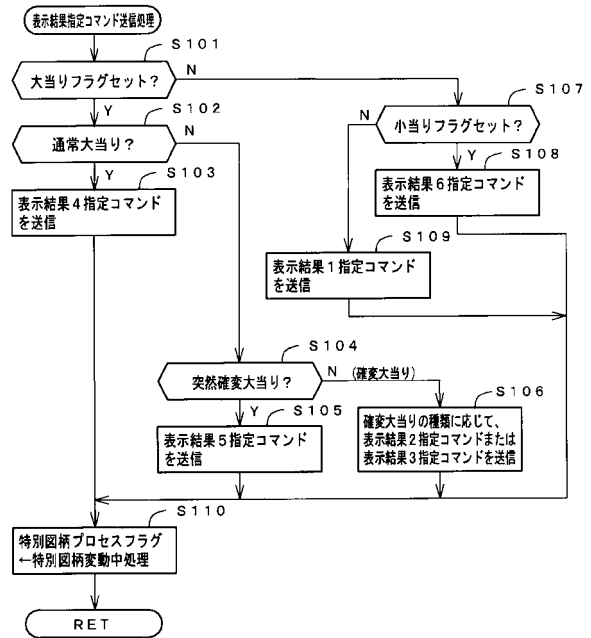 表示結果指定コマンド送信処理
S101
大当りフラグセット？
N
Y
S102
通常大当り？
N
Y
S103
表示結果４指定コマンド
を送信
S107
小当りフラグセット？
N
Y
S108
表示結果６指定コマンド
を送信
S109
表示結果１指定コマンド
を送信
S104
突然確変大当り？
N (確変大当り)
Y
S105
表示結果５指定コマンド
を送信
S106
確変大当りの種類に応じて、
表示結果２指定コマンドまたは
表示結果３指定コマンドを送信
S110
特別図柄プロセスフラグ
←特別図柄変動中処理
RET